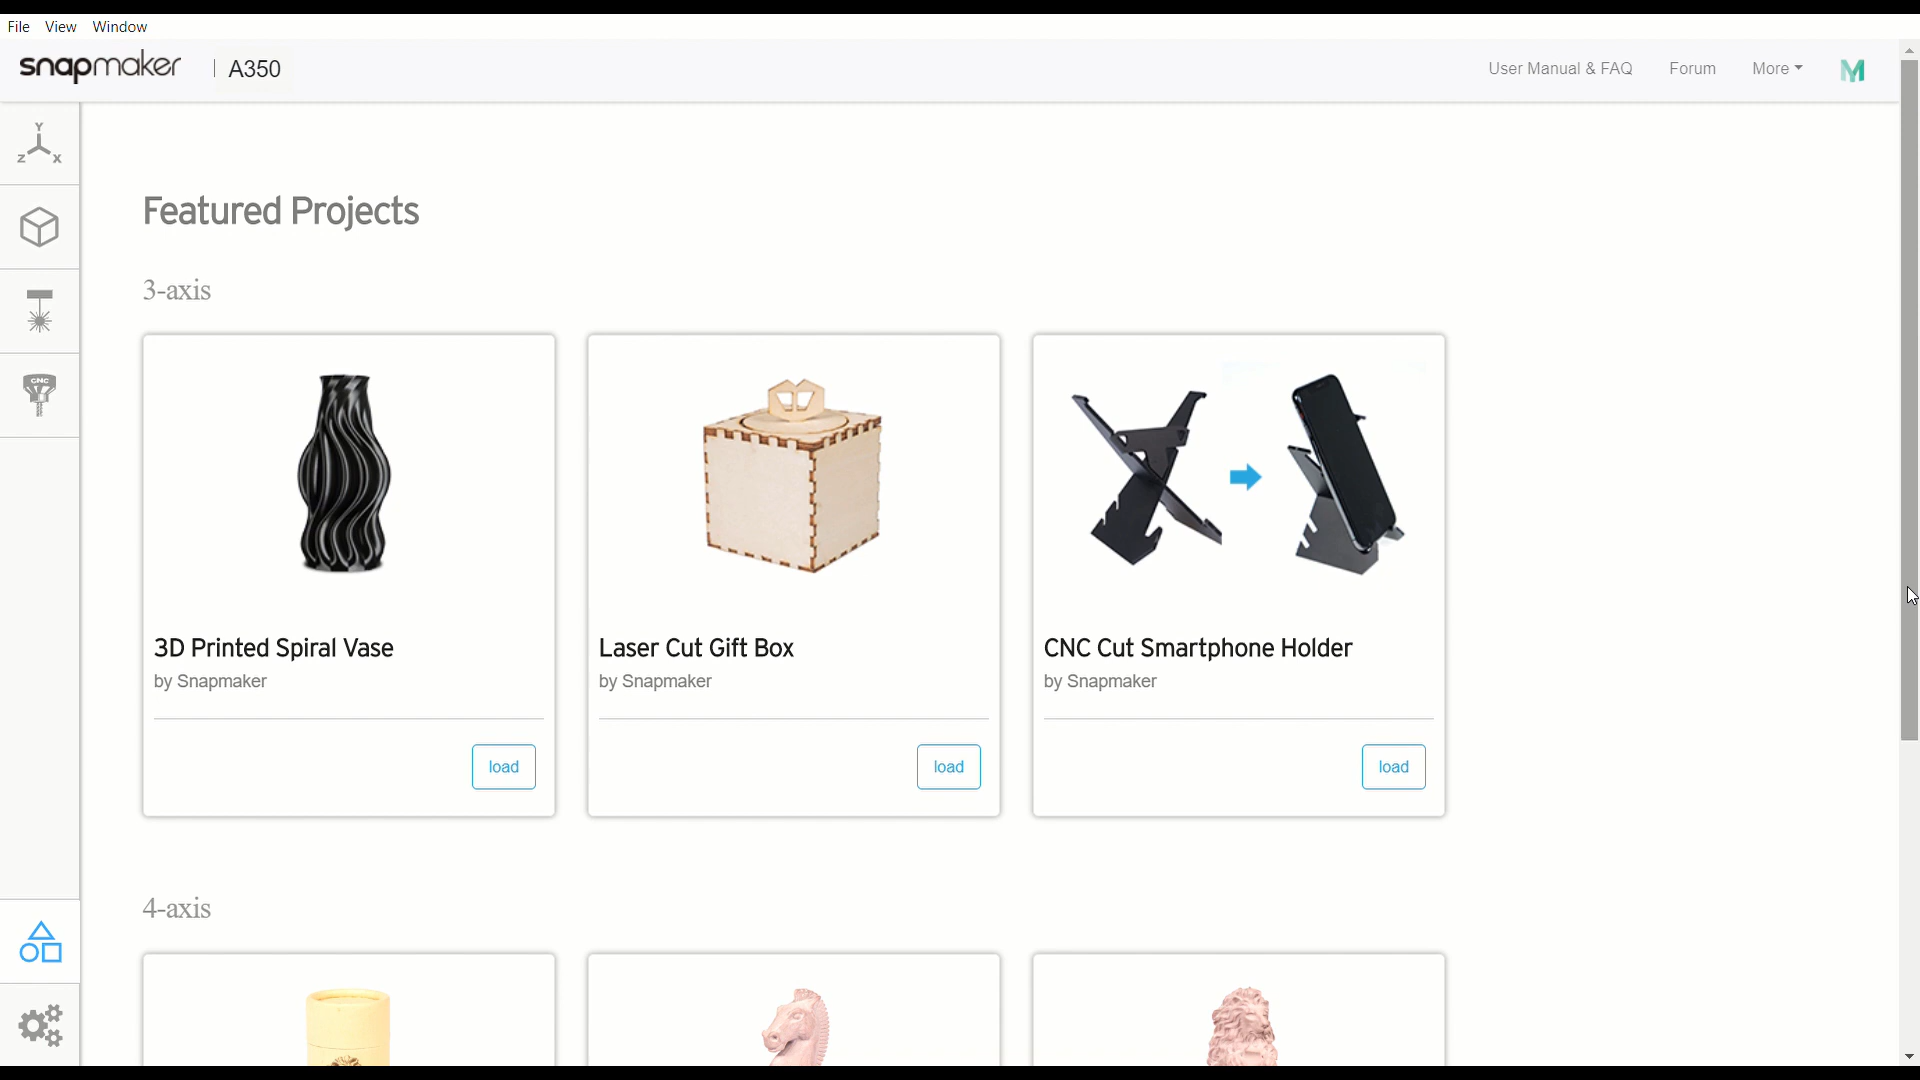 File View Window
snapmaker | A350 User Manual & FAQ Forum More
Y
Z X
CNC
Featured Projects
3-axis
3D Printed Spiral Vase
by Snapmaker
load
Laser Cut Gift Box
by Snapmaker
load
CNC Cut Smartphone Holder
by Snapmaker
load
4-axis